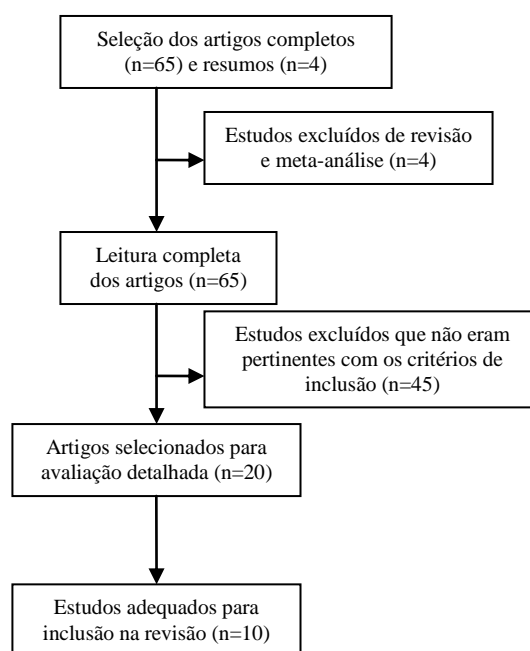 Seleção dos artigos completos
(n=65) e resumos (n=4)
Estudos excluídos de revisão
e meta-análise (n=4)
Leitura completa
dos artigos (n=65)
Estudos excluídos que não eram
pertinentes com os critérios de
inclusão (n=45)
Artigos selecionados para
avaliação detalhada (n=20)
Estudos adequados para
inclusão na revisão (n=10)